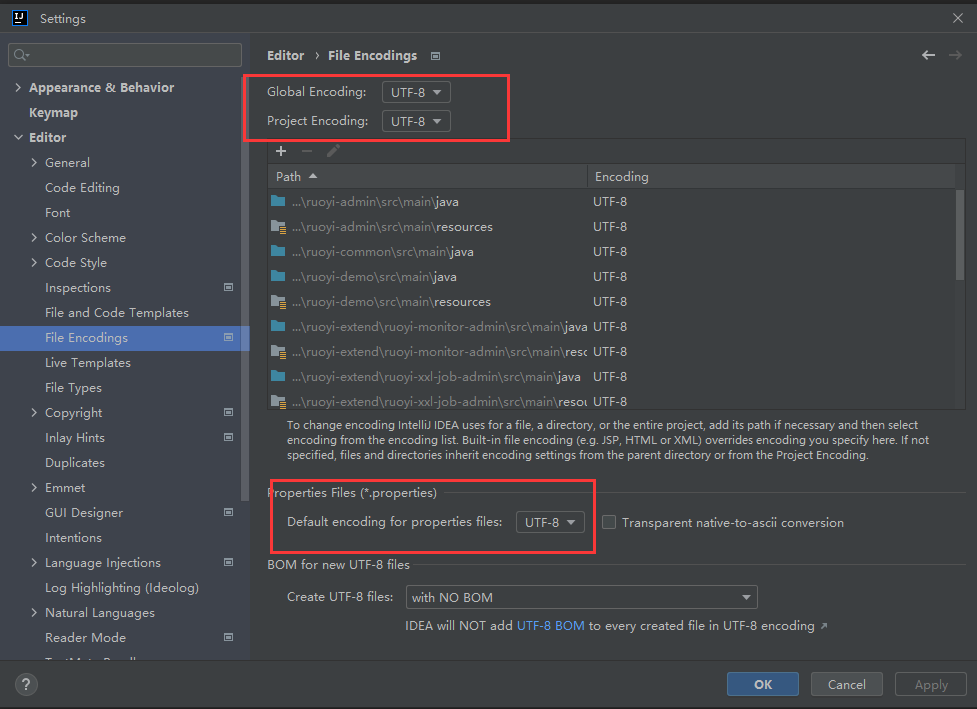 Settings
Appearance & Behavior
Keymap
Editor
General
Code Editing
Font
Color Scheme
Code Style
Inspections
File and Code Templates
File Encodings
Live Templates
File Types
Copyright
Inlay Hints
Duplicates
Emmet
GUI Designer
Intentions
Language Injections
Log Highlighting (Ideolog)
Natural Languages
Reader Mode
Editor › File Encodings
Global Encoding: UTF-8
Project Encoding: UTF-8
Path Encoding
...\ruoyi-admin\src\main\java UTF-8
...\ruoyi-admin\src\main\resources UTF-8
...\ruoyi-common\src\main\java UTF-8
...\ruoyi-demo\src\main\java UTF-8
...\ruoyi-demo\src\main\resources UTF-8
...\ruoyi-extend\ruoyi-monitor-admin\src\main\java UTF-8
...\ruoyi-extend\ruoyi-monitor-admin\src\main\resc UTF-8
...\ruoyi-extend\ruoyi-xxl-job-admin\src\main\java UTF-8
...\ruoyi-extend\ruoyi-xxl-job-admin\src\main\resou UTF-8
To change encoding IntelliJ IDEA uses for a file, a directory, or the entire project, add its path if necessary and then select
encoding from the encoding list. Built-in file encoding (e.g. JSP, HTML or XML) overrides encoding you specify here. If not
specified, files and directories inherit encoding settings from the parent directory or from the Project Encoding.
Properties Files (*.properties)
Default encoding for properties files: UTF-8 Transparent native-to-ascii conversion
BOM for new UTF-8 files
Create UTF-8 files: with NO BOM
IDEA will NOT add UTF-8 BOM to every created file in UTF-8 encoding ↗
? OK Cancel Apply